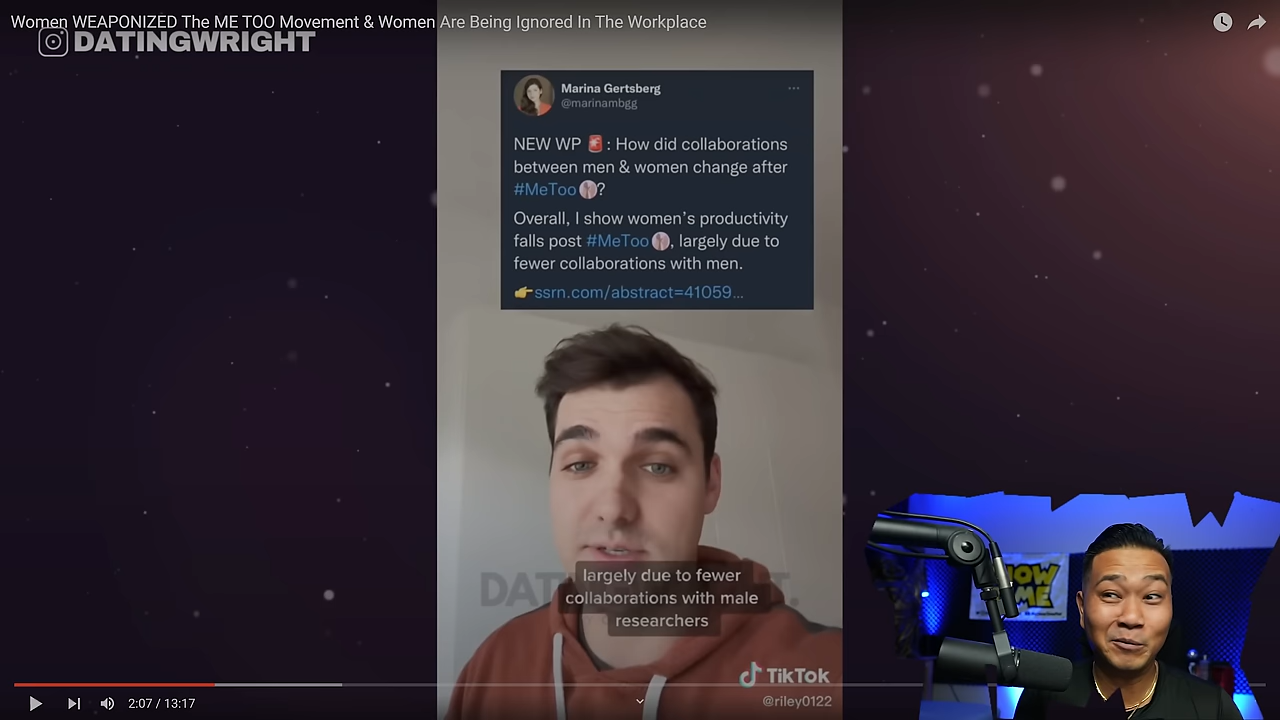 Women WEAPONIZED The ME TOO Movement & Women Are Being Ignored In The Workplace
DATINGWRIGHT
Marina Gertsberg
@marinambgg
NEW WP 🚨: How did collaborations
between men & women change after
#MeToo?
Overall, I show women's productivity
falls post #MeToo, largely due to
fewer collaborations with men.
👉ssrn.com/abstract=41059...
largely due to fewer
collaborations with male
researchers
TikTok
@riley0122
2:07 / 13:17